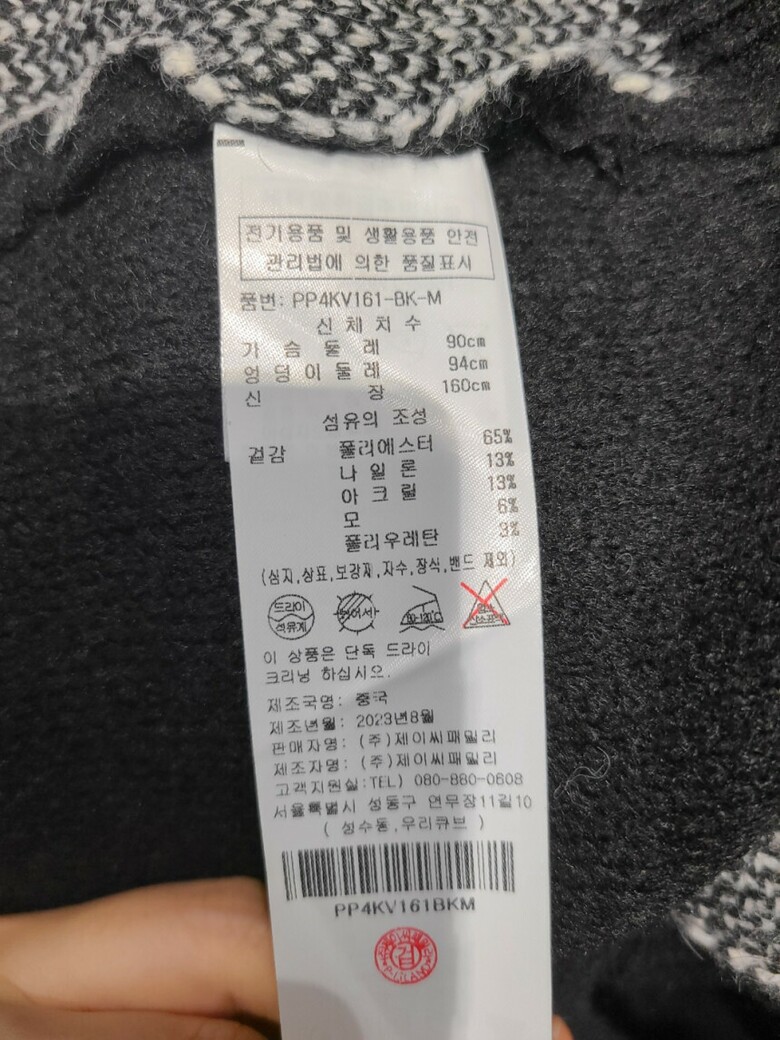 전기용품 및 생활용품 안전
관리법에 의한 품질표시
품번: PP4KV161-BK-M
신 체 치 수
가 슴 둘 레 90cm
엉 덩 이 둘 레 94cm
신 장 160cm
섬유의 조성
겉감 폴리에스터 65%
나 일 론 13%
아 크 릴 13%
모 6%
폴리우레탄 3%
(심지,상표,보강재,자수,장식,밴드 제외)
드라이
석유계
80~120℃
이 상품은 단독 드라이
크리닝 하십시오.
제조국명: 중국
제조년월: 2023년8월
판매자명: (주)제이씨패밀리
제조자명: (주)제이씨패밀리
고객지원실:TEL) 080-880-0608
서울특별시 성동구 연무장11길10
( 성수동,우리큐브 )
PP4KV161BKM
검